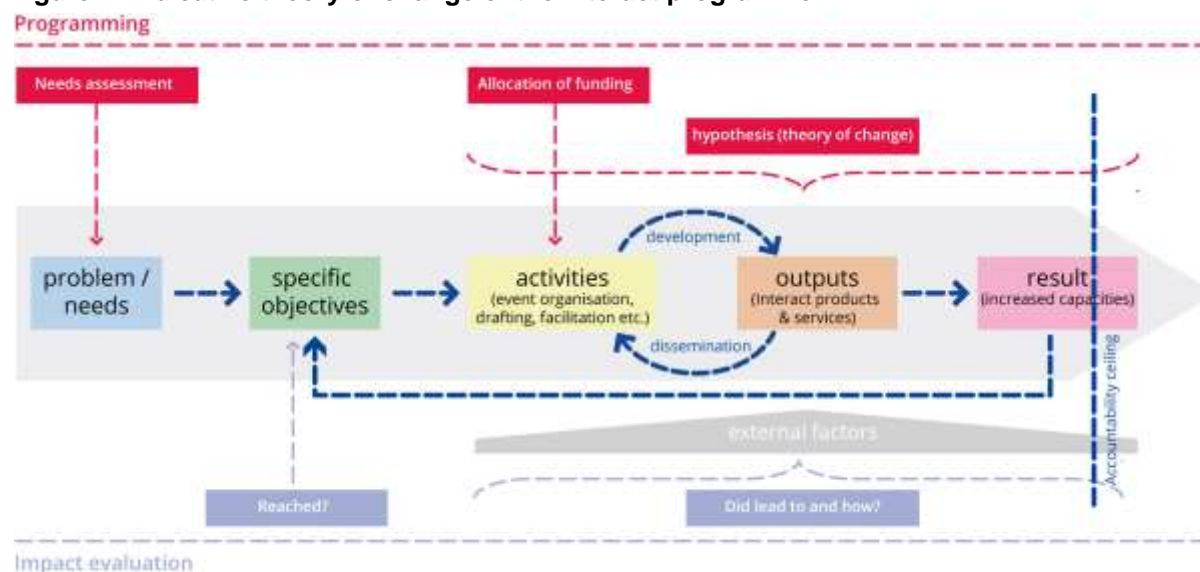 Programming
Needs assessment
Allocation of funding
hypothesis (theory of change)
development
problem /
needs
specific
objectives
activities
(event organisation,
drafting, facilitation etc.)
outputs
(Interact products
& services)
result
(increased capacities)
dissemination
Accountability ceiling
external factors
Reached?
Did lead to and how?
Impact evaluation